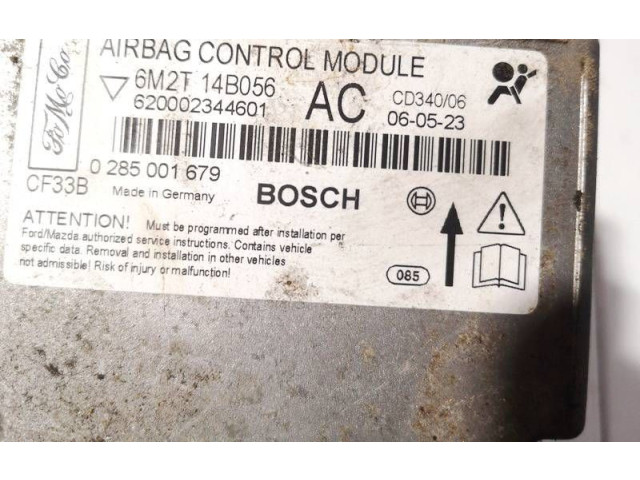 FoMoCo
AIRBAG CONTROL MODULE
6M2T 14B056 AC CD340/06
620002344601 06-05-23
0 285 001 679
CF33B Made in Germany BOSCH
ATTENTION! Must be programmed after installation per
Ford/Mazda authorized service instructions. Contains vehicle
specific data. Removal and installation in other vehicles
not admissible! Risk of injury or malfunction!
085